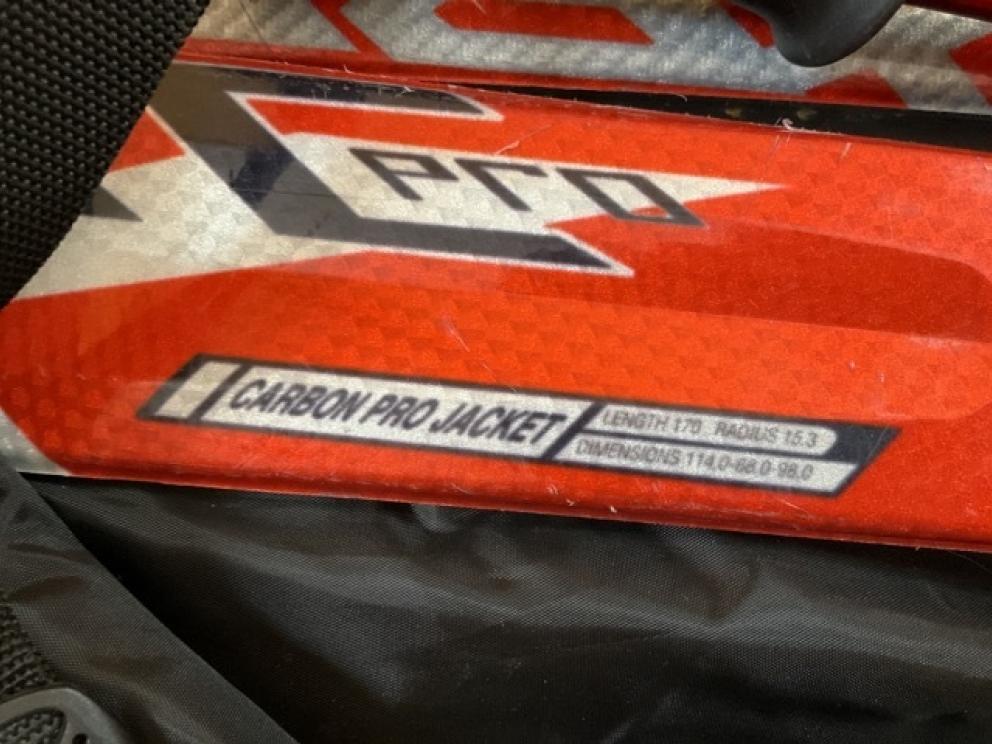 Pro
CARBON PRO JACKET
LENGTH 170 RADIUS 15.3
DIMENSIONS 114.0-68.0-98.0